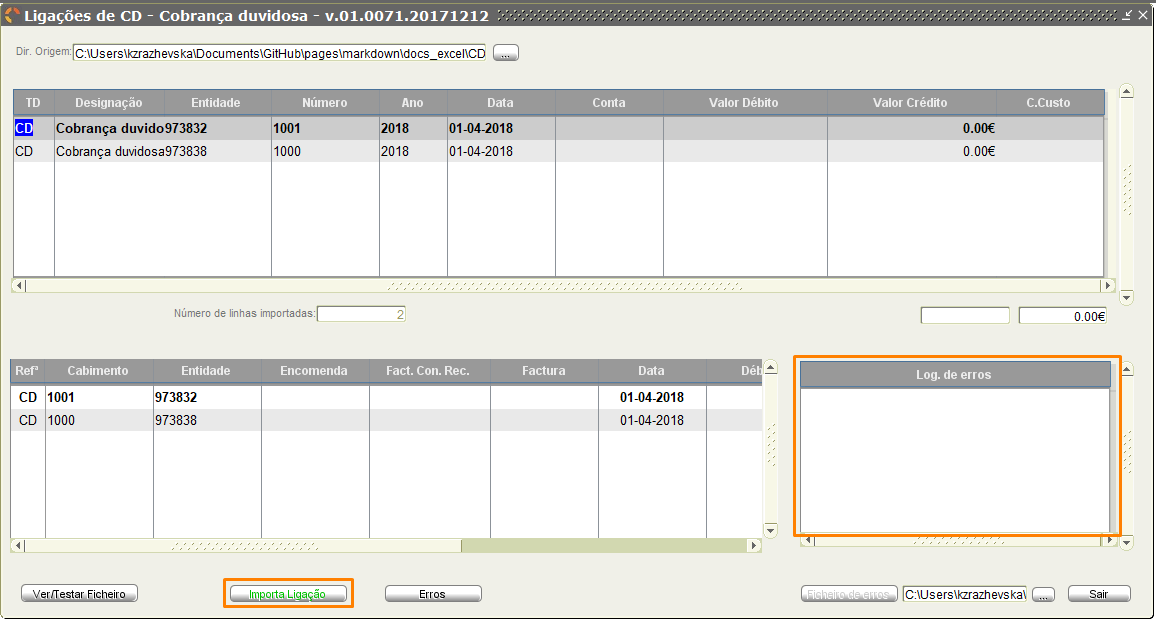 Ligações de CD - Cobrança duvidosa - v.01.0071.20171212
Dir. Origem: C:\Users\kzrazhevska\Documents\GitHub\pages\markdown\docs_excel\CD ...
TD Designação Entidade Número Ano Data Conta Valor Débito Valor Crédito C.Custo
CD Cobrança duvido 973832 1001 2018 01-04-2018 0.00€
CD Cobrança duvidosa 973838 1000 2018 01-04-2018 0.00€
Número de linhas importadas: 2 0.00€
Refª Cabimento Entidade Encomenda Fact. Con. Rec. Factura Data Déb
CD 1001 973832 01-04-2018
CD 1000 973838 01-04-2018
Log. de erros
Ver/Testar Ficheiro Importa Ligação Erros Ficheiro de erros C:\Users\kzrazhevska\ ... Sair